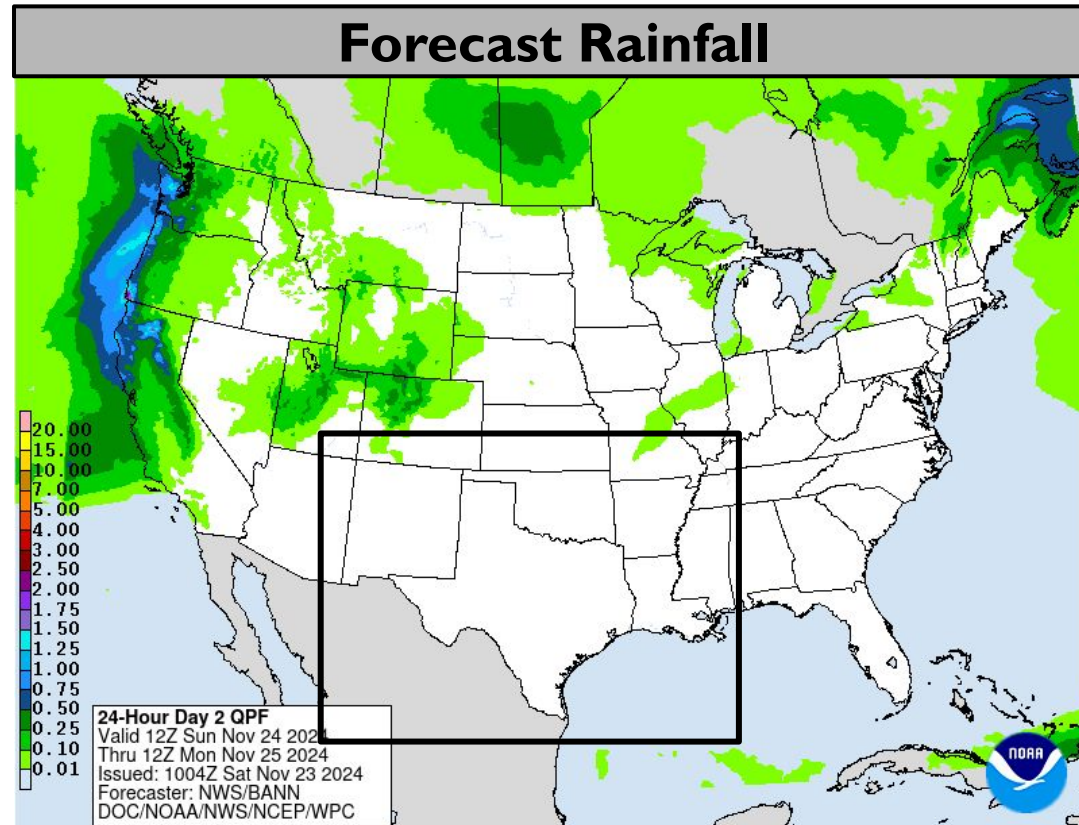 Forecast Rainfall
20.00
15.00
10.00
7.00
5.00
4.00
3.00
2.50
2.00
1.75
1.50
1.25
1.00
0.75
0.50
0.25
0.10
0.01
24-Hour Day 2 QPF
Valid 12Z Sun Nov 24 2024
Thru 12Z Mon Nov 25 2024
Issued: 1004Z Sat Nov 23 2024
Forecaster: NWS/BANN
DOC/NOAA/NWS/NCEP/WPC
NOAA